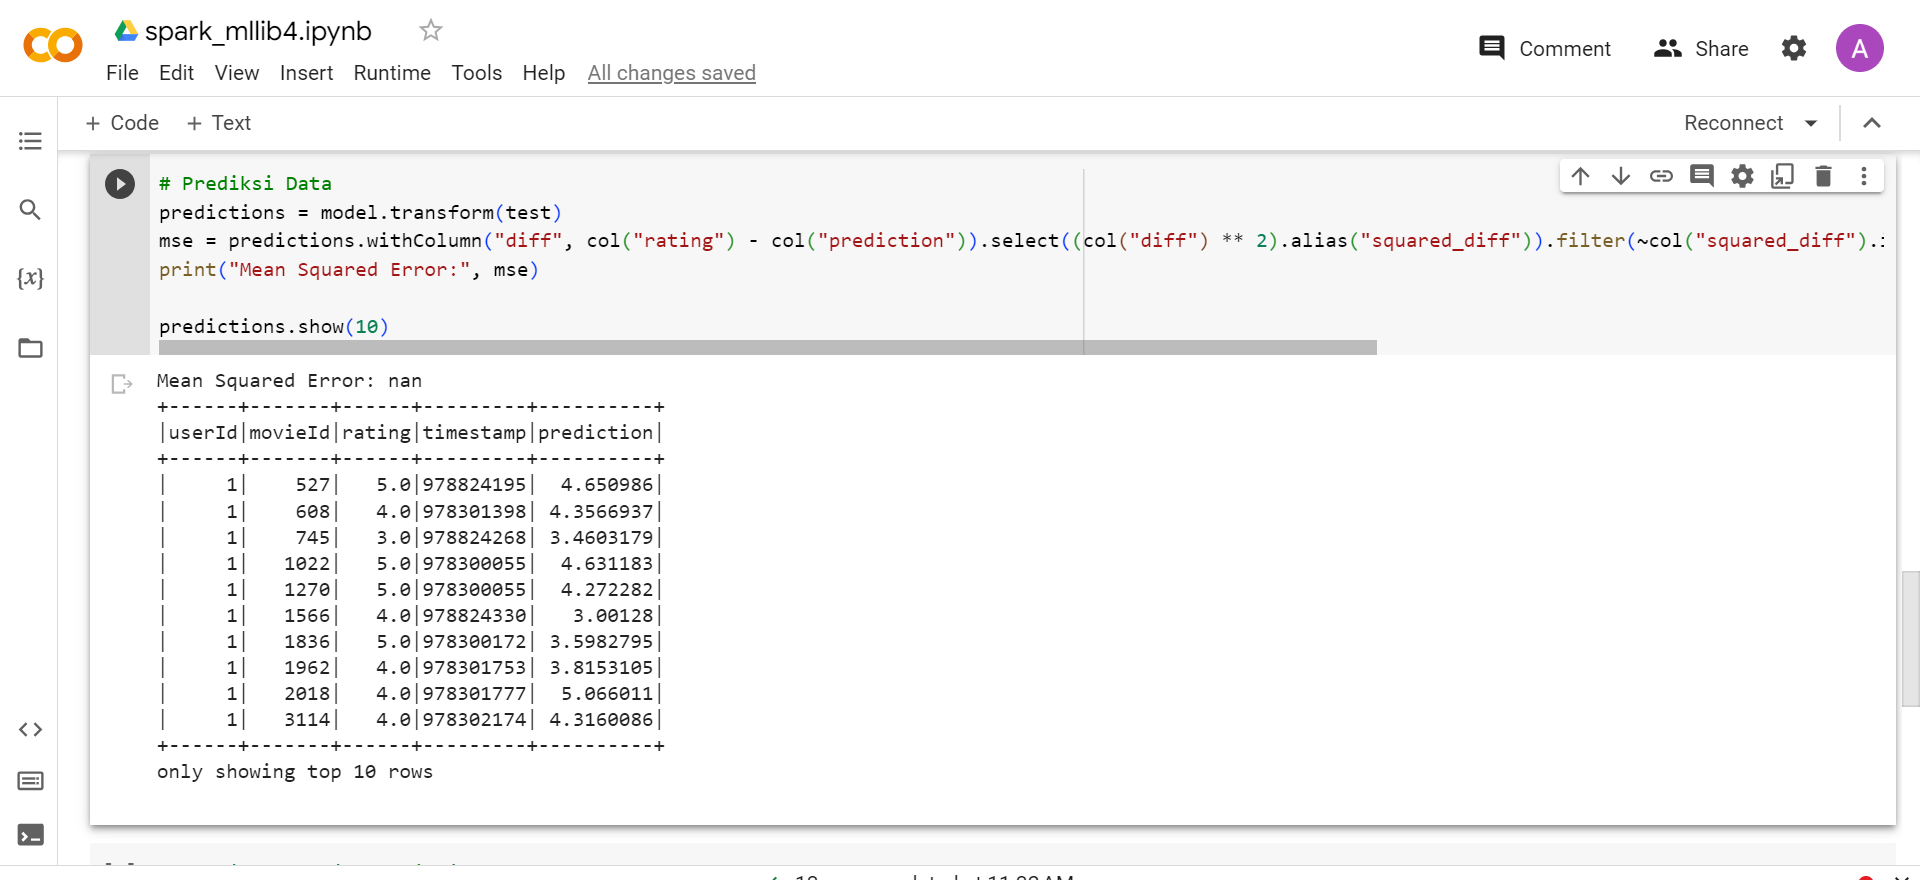 spark_mllib4.ipynb
File Edit View Insert Runtime Tools Help All changes saved
Comment Share A
+ Code + Text
Reconnect
{x}
# Prediksi Data
predictions = model.transform(test)
mse = predictions.withColumn("diff", col("rating") - col("prediction")).select((col("diff") ** 2).alias("squared_diff")).filter(~col("squared_diff").
print("Mean Squared Error:", mse)
predictions.show(10)
Mean Squared Error: nan
+------+-------+------+---------+----------+
|userId|movieId|rating|timestamp|prediction|
+------+-------+------+---------+----------+
|     1|    527|   5.0|978824195|  4.650986|
|     1|    608|   4.0|978301398| 4.3566937|
|     1|    745|   3.0|978824268| 3.4603179|
|     1|   1022|   5.0|978300055|  4.631183|
|     1|   1270|   5.0|978300055|  4.272282|
|     1|   1566|   4.0|978824330|   3.00128|
|     1|   1836|   5.0|978300172| 3.5982795|
|     1|   1962|   4.0|978301753| 3.8153105|
|     1|   2018|   4.0|978301777|  5.066011|
|     1|   3114|   4.0|978302174| 4.3160086|
+------+-------+------+---------+----------+
only showing top 10 rows